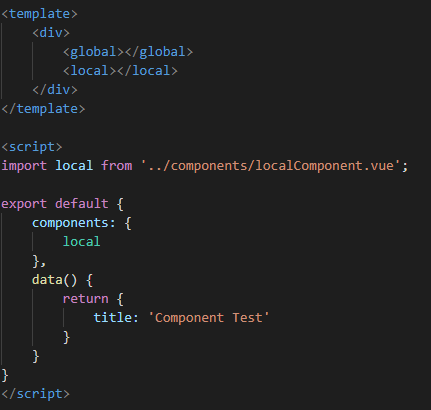 <template>
<div>
<global></global>
<local></local>
</div>
</template>
<script>
import local from '../components/localComponent.vue';
export default {
components: {
local
},
data() {
return {
title: 'Component Test'
}
}
}
</script>